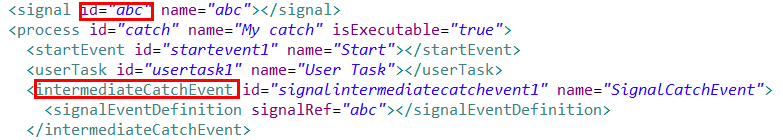 <signal id="abc" name="abc"></signal>
<process id="catch" name="My catch" isExecutable="true">
<startEvent id="startevent1" name="Start"></startEvent>
<userTask id="usertask1" name="User Task"></userTask>
<intermediateCatchEvent id="signalintermediatecatchevent1" name="SignalCatchEvent">
<signalEventDefinition signalRef="abc"></signalEventDefinition>
</intermediateCatchEvent>